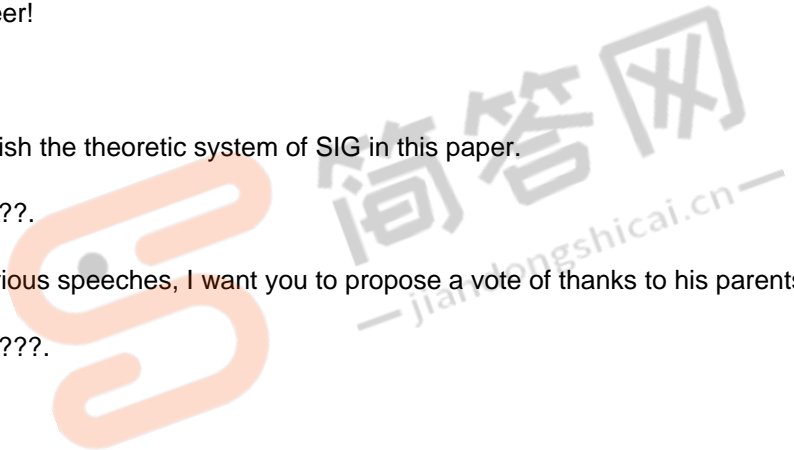 eer!
ish the theoretic system of SIG in this paper.
??.
rious speeches, I want you to propose a vote of thanks to his parents
???.
简答网
jiandongshicai.cn